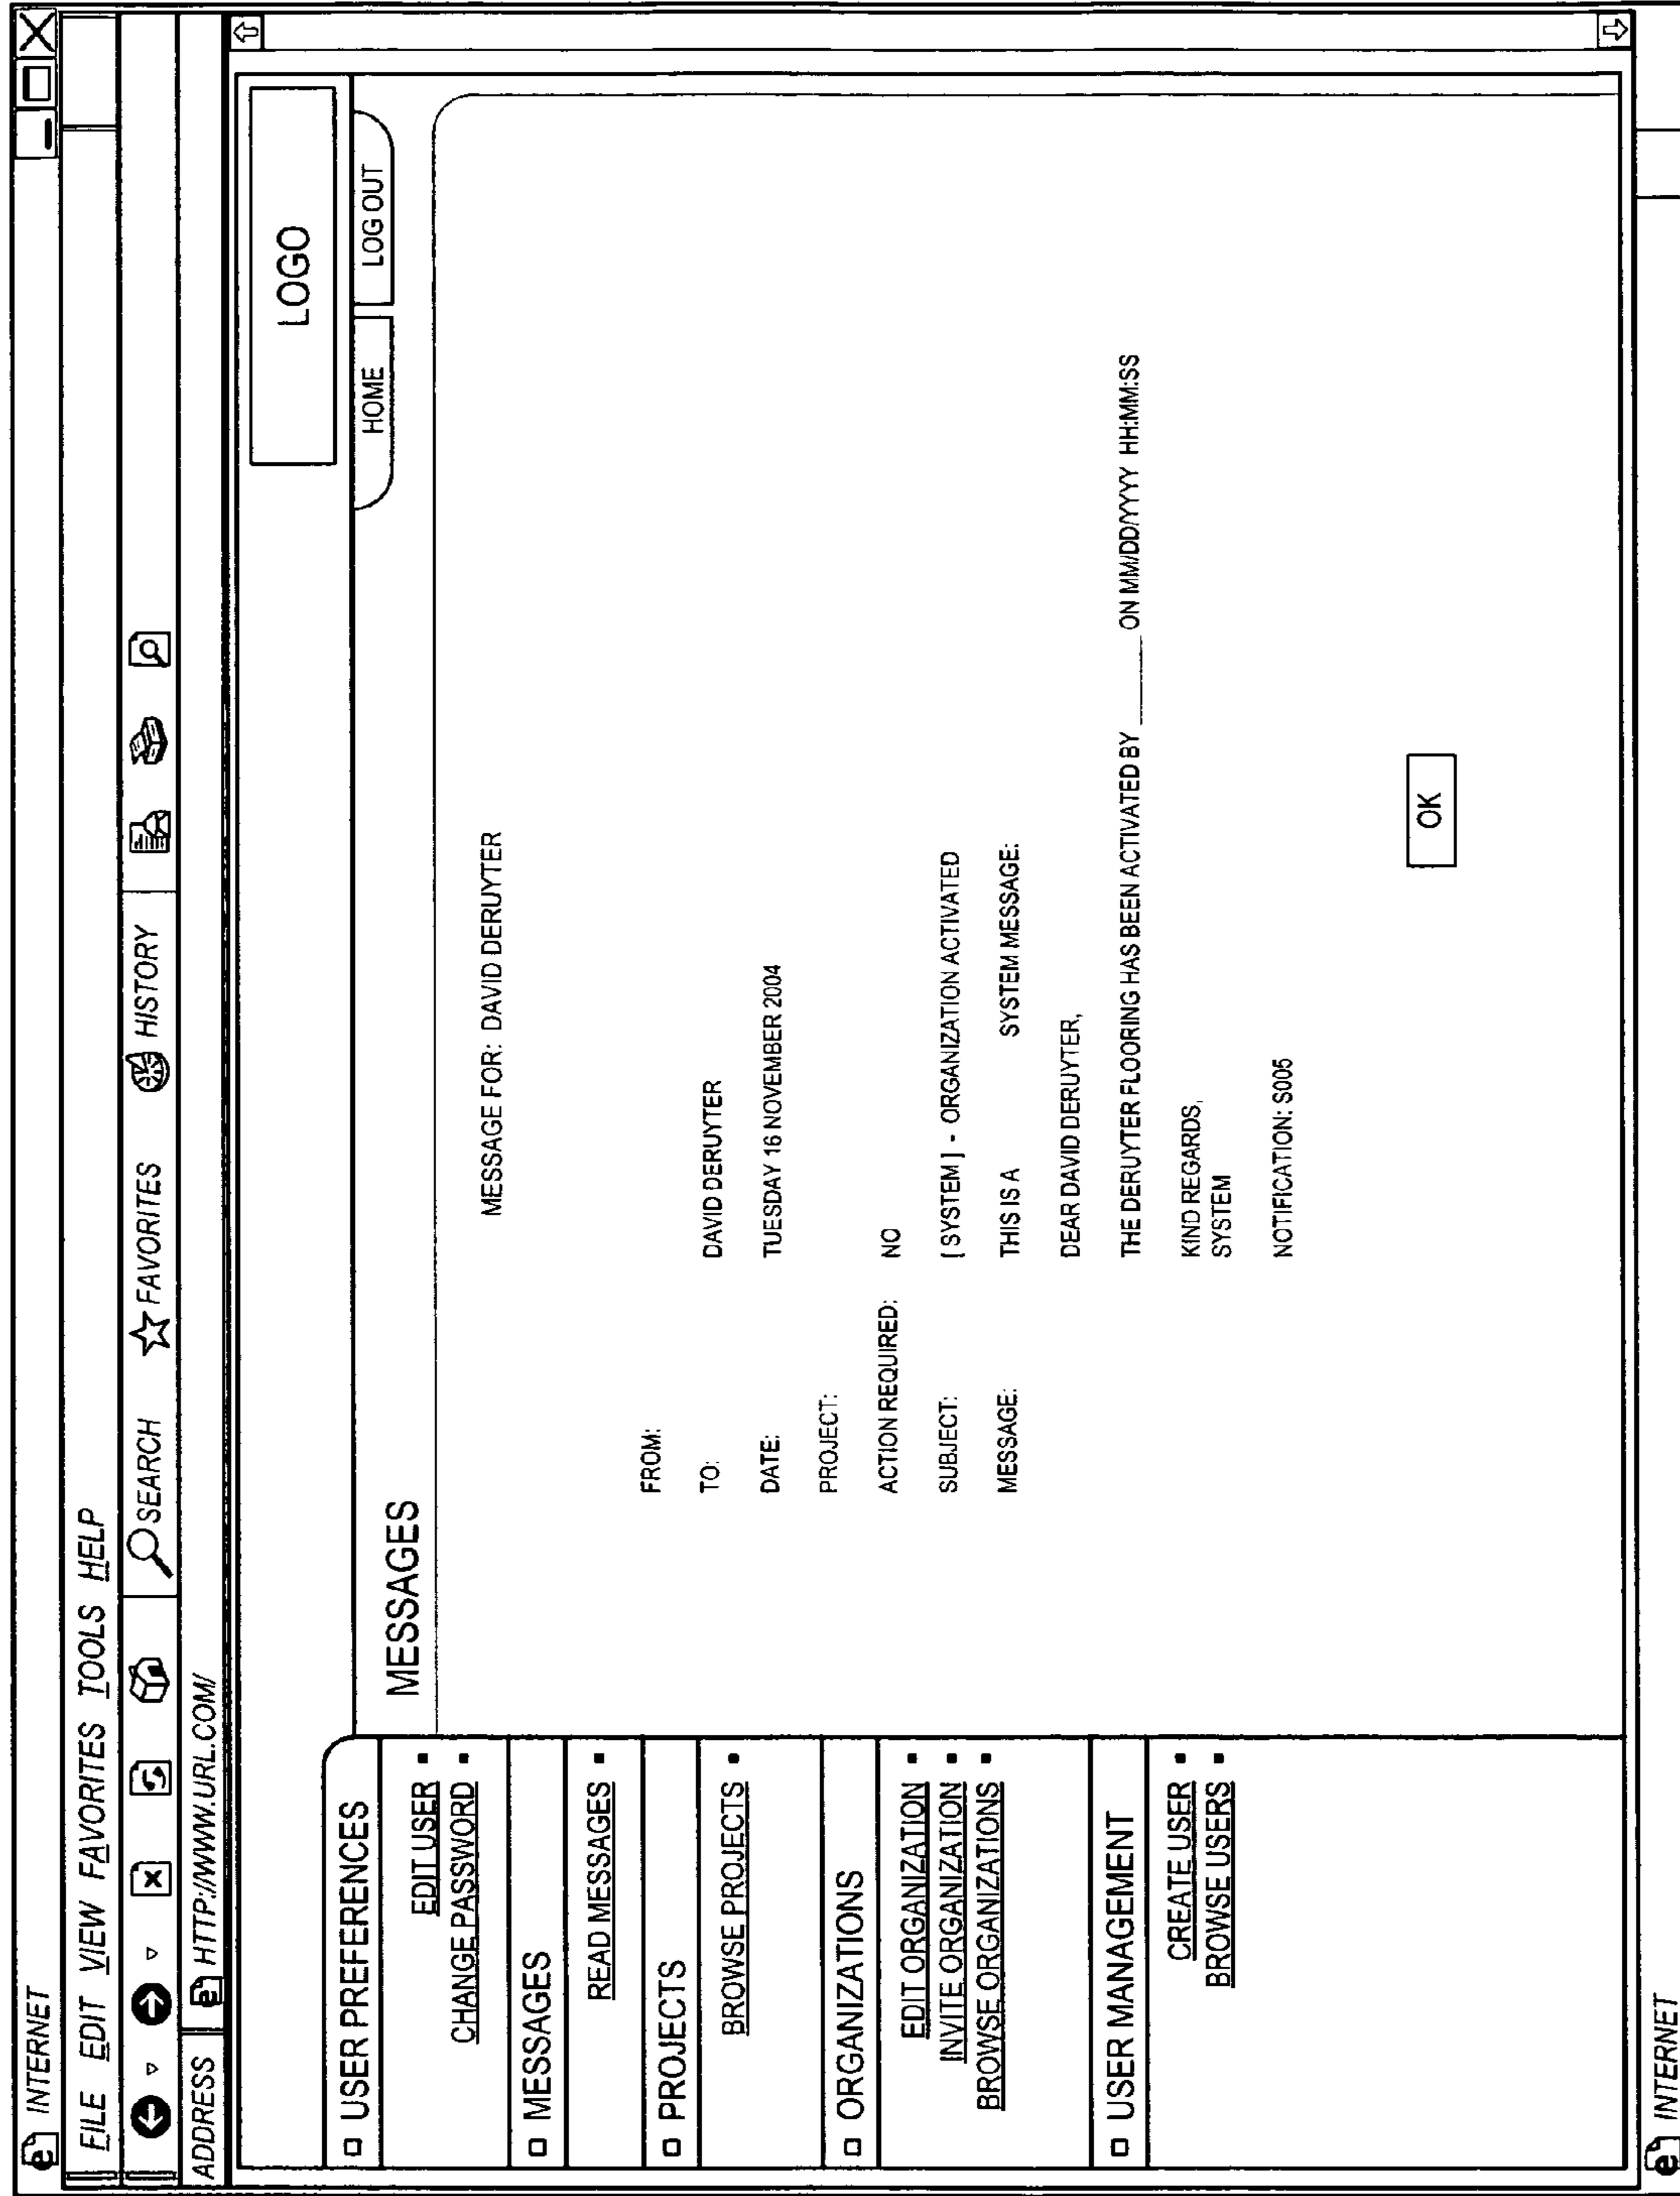 INTERNET
FILE EDIT VIEW FAVORITES TOOLS HELP
SEARCH FAVORITES HISTORY
ADDRESS HTTP://WWW.URL.COM/
LOGO
HOME LOG OUT
USER PREFERENCES
EDIT USER
CHANGE PASSWORD
MESSAGES
READ MESSAGES
PROJECTS
BROWSE PROJECTS
ORGANIZATIONS
EDIT ORGANIZATION
INVITE ORGANIZATION
BROWSE ORGANIZATIONS
USER MANAGEMENT
CREATE USER
BROWSE USERS
MESSAGES
MESSAGE FOR: DAVID DERUYTER
FROM:
TO: DAVID DERUYTER
DATE: TUESDAY 16 NOVEMBER 2004
PROJECT:
ACTION REQUIRED: NO
SUBJECT: [SYSTEM] - ORGANIZATION ACTIVATED
MESSAGE: THIS IS A SYSTEM MESSAGE:
DEAR DAVID DERUYTER,
THE DERUYTER FLOORING HAS BEEN ACTIVATED BY ______ ON MM/DD/YYYY HH:MM:SS
KIND REGARDS,
SYSTEM
NOTIFICATION: S005
OK
INTERNET